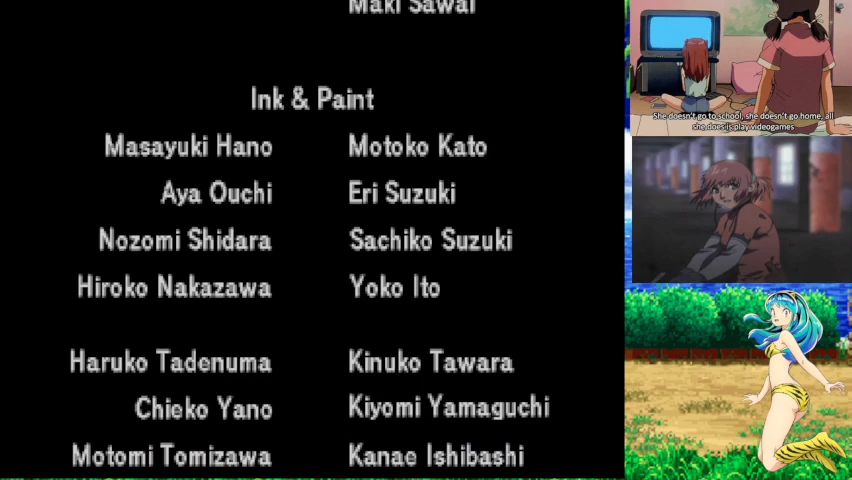 Maki Sawai
Ink & Paint
Masayuki Hano Motoko Kato
Aya Ouchi Eri Suzuki
Nozomi Shidara Sachiko Suzuki
Hiroko Nakazawa Yoko Ito
Haruko Tadenuma Kinuko Tawara
Chieko Yano Kiyomi Yamaguchi
Motomi Tomizawa Kanae Ishibashi
She doesn't go to school, she doesn't go home, all
she does is play videogames